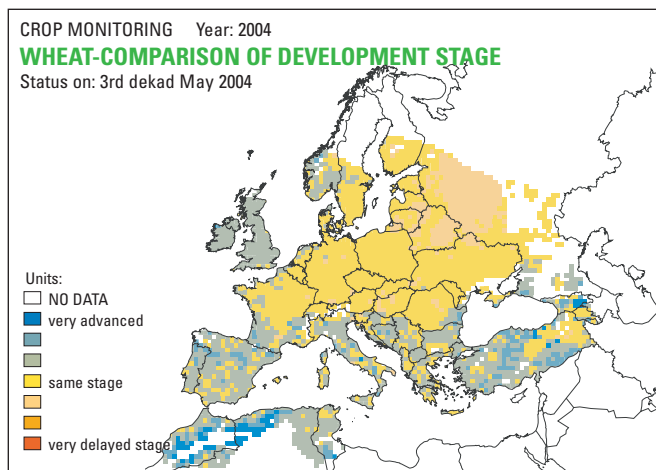 CROP MONITORING Year: 2004
WHEAT-COMPARISON OF DEVELOPMENT STAGE
Status on: 3rd dekad May 2004
Units:
NO DATA
very advanced
same stage
very delayed stage